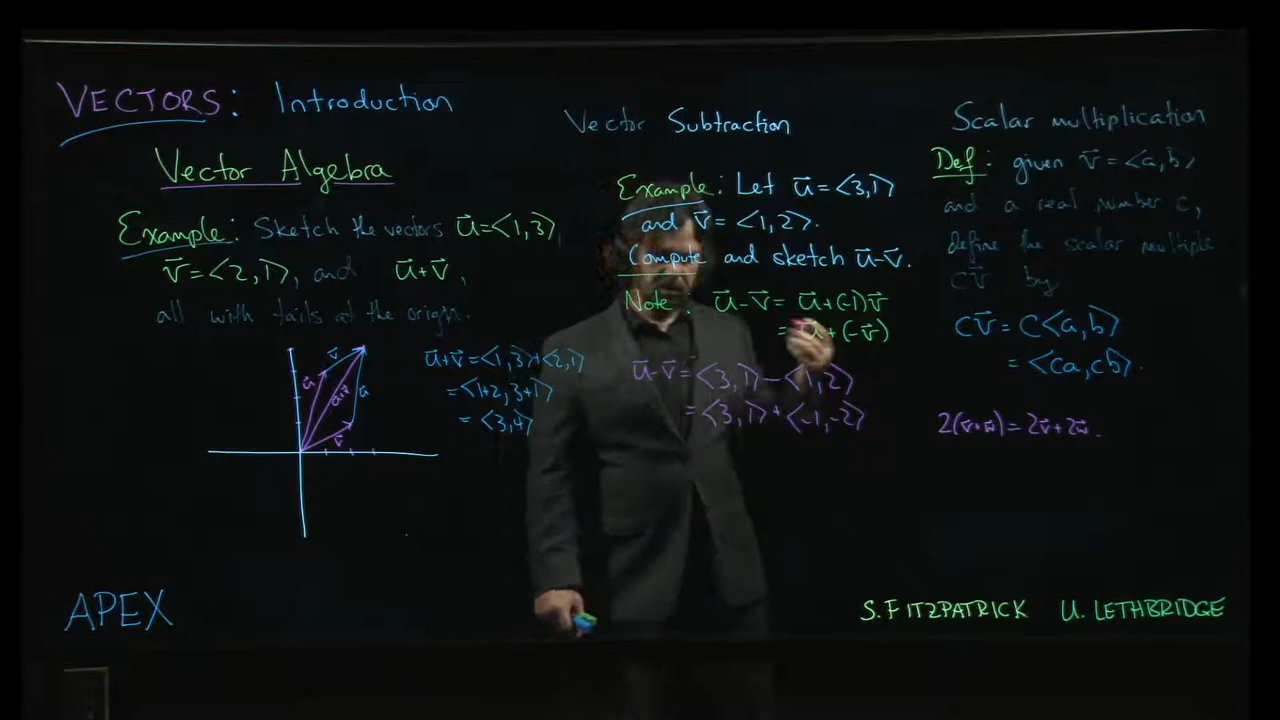 VECTORS: Introduction
Vector Algebra
Example: Sketch the vectors u⃗=<1,3>,
v⃗=<2,1>, and u⃗+v⃗,
all with tails at the origin.
v⃗
u⃗
u⃗+v⃗
u⃗
v⃗
u⃗+v⃗=<1,3>+<2,1>
=<1+2,3+1>
=<3,4>
APEX
Vector Subtraction
Example: Let u⃗=<3,1>
and v⃗=<1,2>.
Compute and sketch u⃗-v⃗.
Note: u⃗-v⃗= u⃗+(-1)v⃗
= u⃗+(-v⃗)
u⃗-v⃗=<3,1>-<1,2>
=<3,1>+<-1,-2>
Scalar multiplication
Def: given v⃗=<a,b>
and a real number c,
define the scalar multiple
cv⃗ by
cv⃗=c<a,b>
=<ca,cb>.
2(v⃗+w⃗)=2v⃗+2w⃗.
S. FITZPATRICK U. LETHBRIDGE